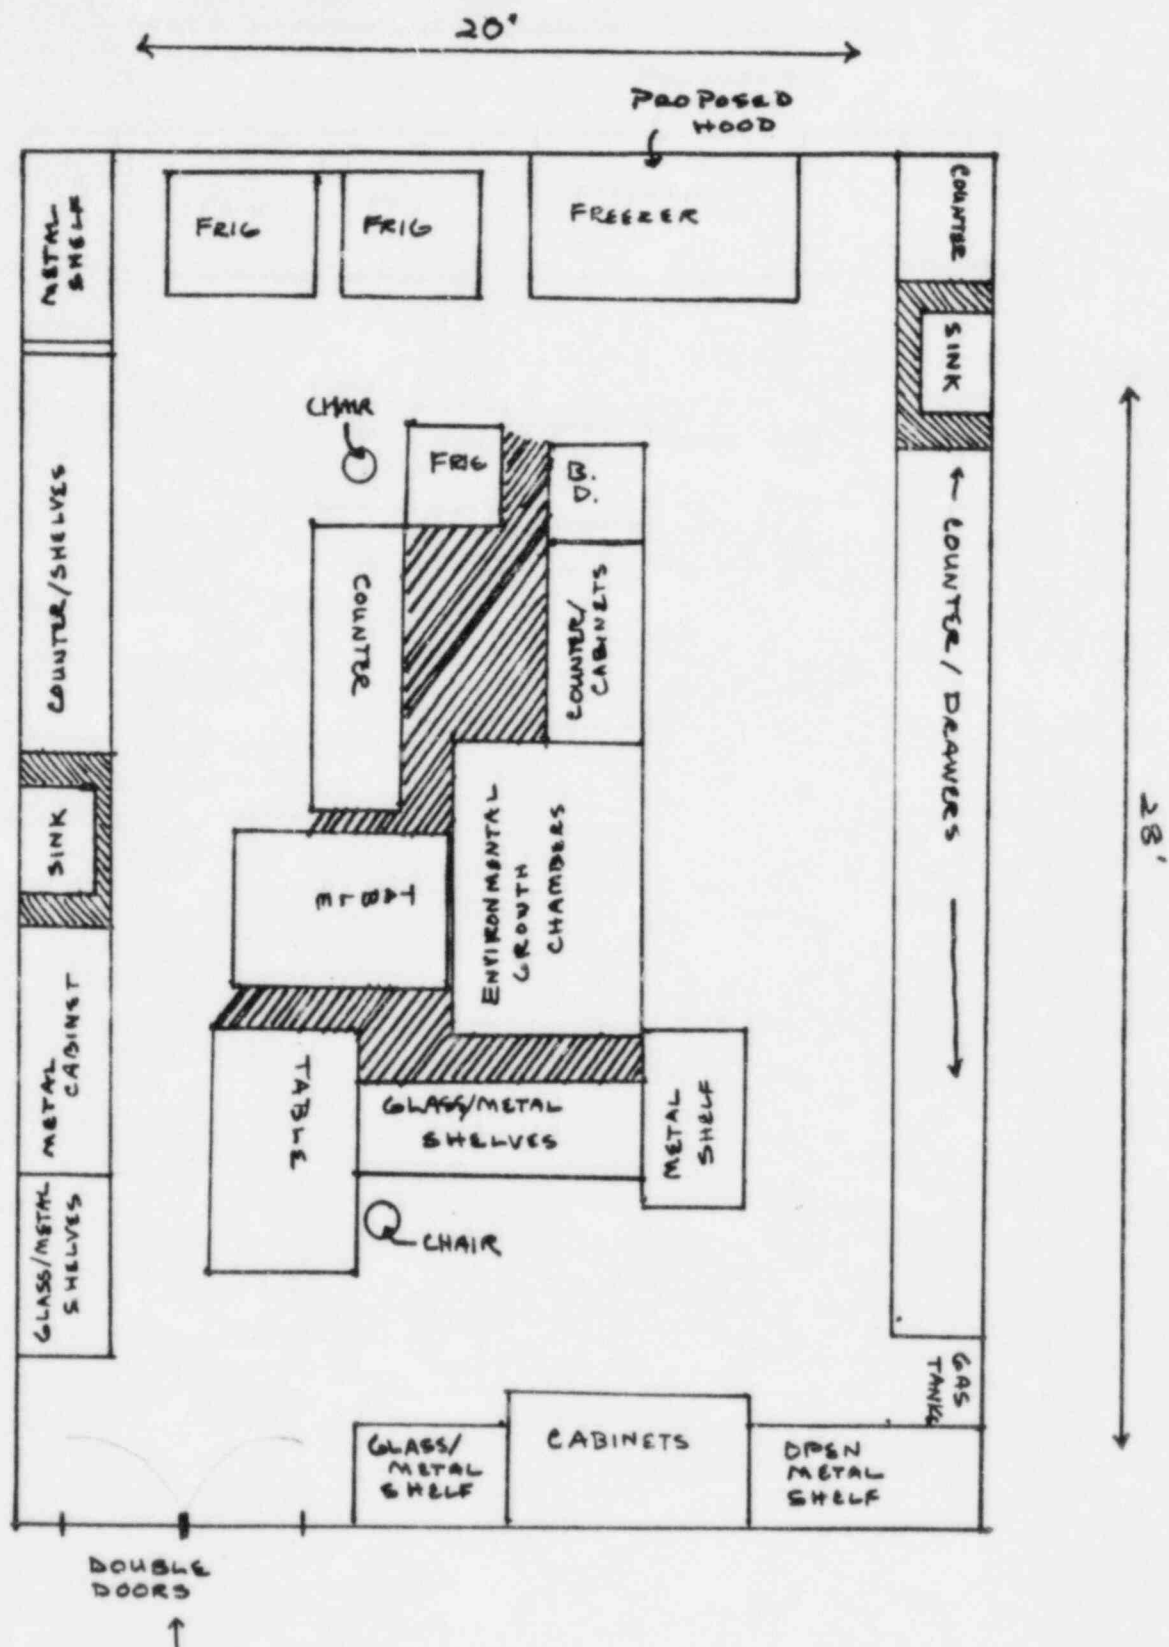 20'
PROPOSED
HOOD
METAL
SHELF
FRIG
FRIG
FREEZER
COUNTER
SINK
CHAIR
FRIG
B.
D.
COUNTER/SHELVES
COUNTER
COUNTER/
CABINETS
COUNTER / DRAWERS
28'
SINK
TABLE
ENVIRONMENTAL
GROWTH
CHAMBERS
METAL
CABINET
TABLE
GLASS/METAL
SHELVES
METAL
SHELF
GLASS/METAL
SHELVES
CHAIR
GAS
TANKS
GLASS/
METAL
SHELF
CABINETS
OPEN
METAL
SHELF
DOUBLE
DOORS